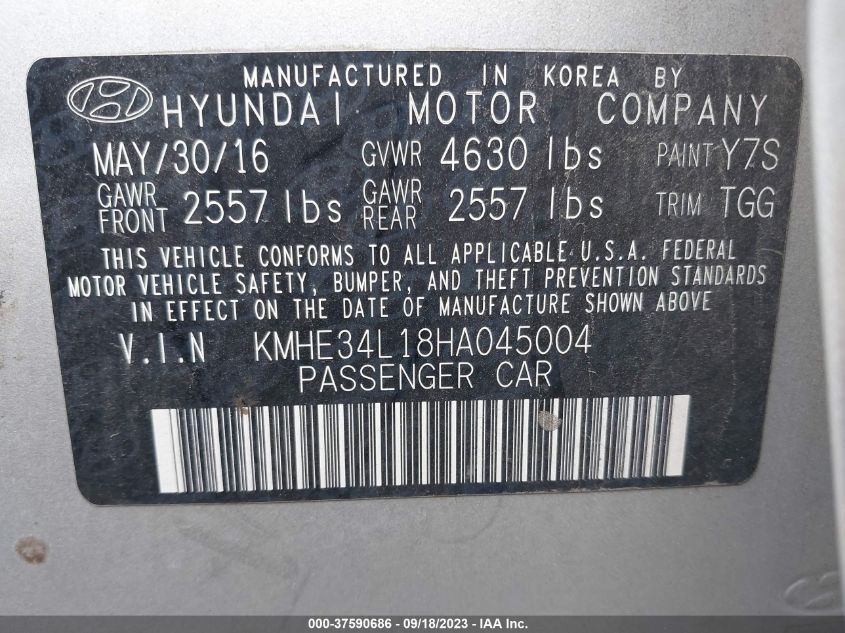 MANUFACTURED IN KOREA BY
HYUNDAI MOTOR COMPANY
MAY/30/16 GVWR 4630 lbs PAINT Y7S
GAWR FRONT 2557 lbs GAWR REAR 2557 lbs TRIM TGG
THIS VEHICLE CONFORMS TO ALL APPLICABLE U.S.A. FEDERAL
MOTOR VEHICLE SAFETY, BUMPER, AND THEFT PREVENTION STANDARDS
IN EFFECT ON THE DATE OF MANUFACTURE SHOWN ABOVE
V.I.N KMHE34L18HA045004
PASSENGER CAR
000-37590686 - 09/18/2023 - IAA Inc.